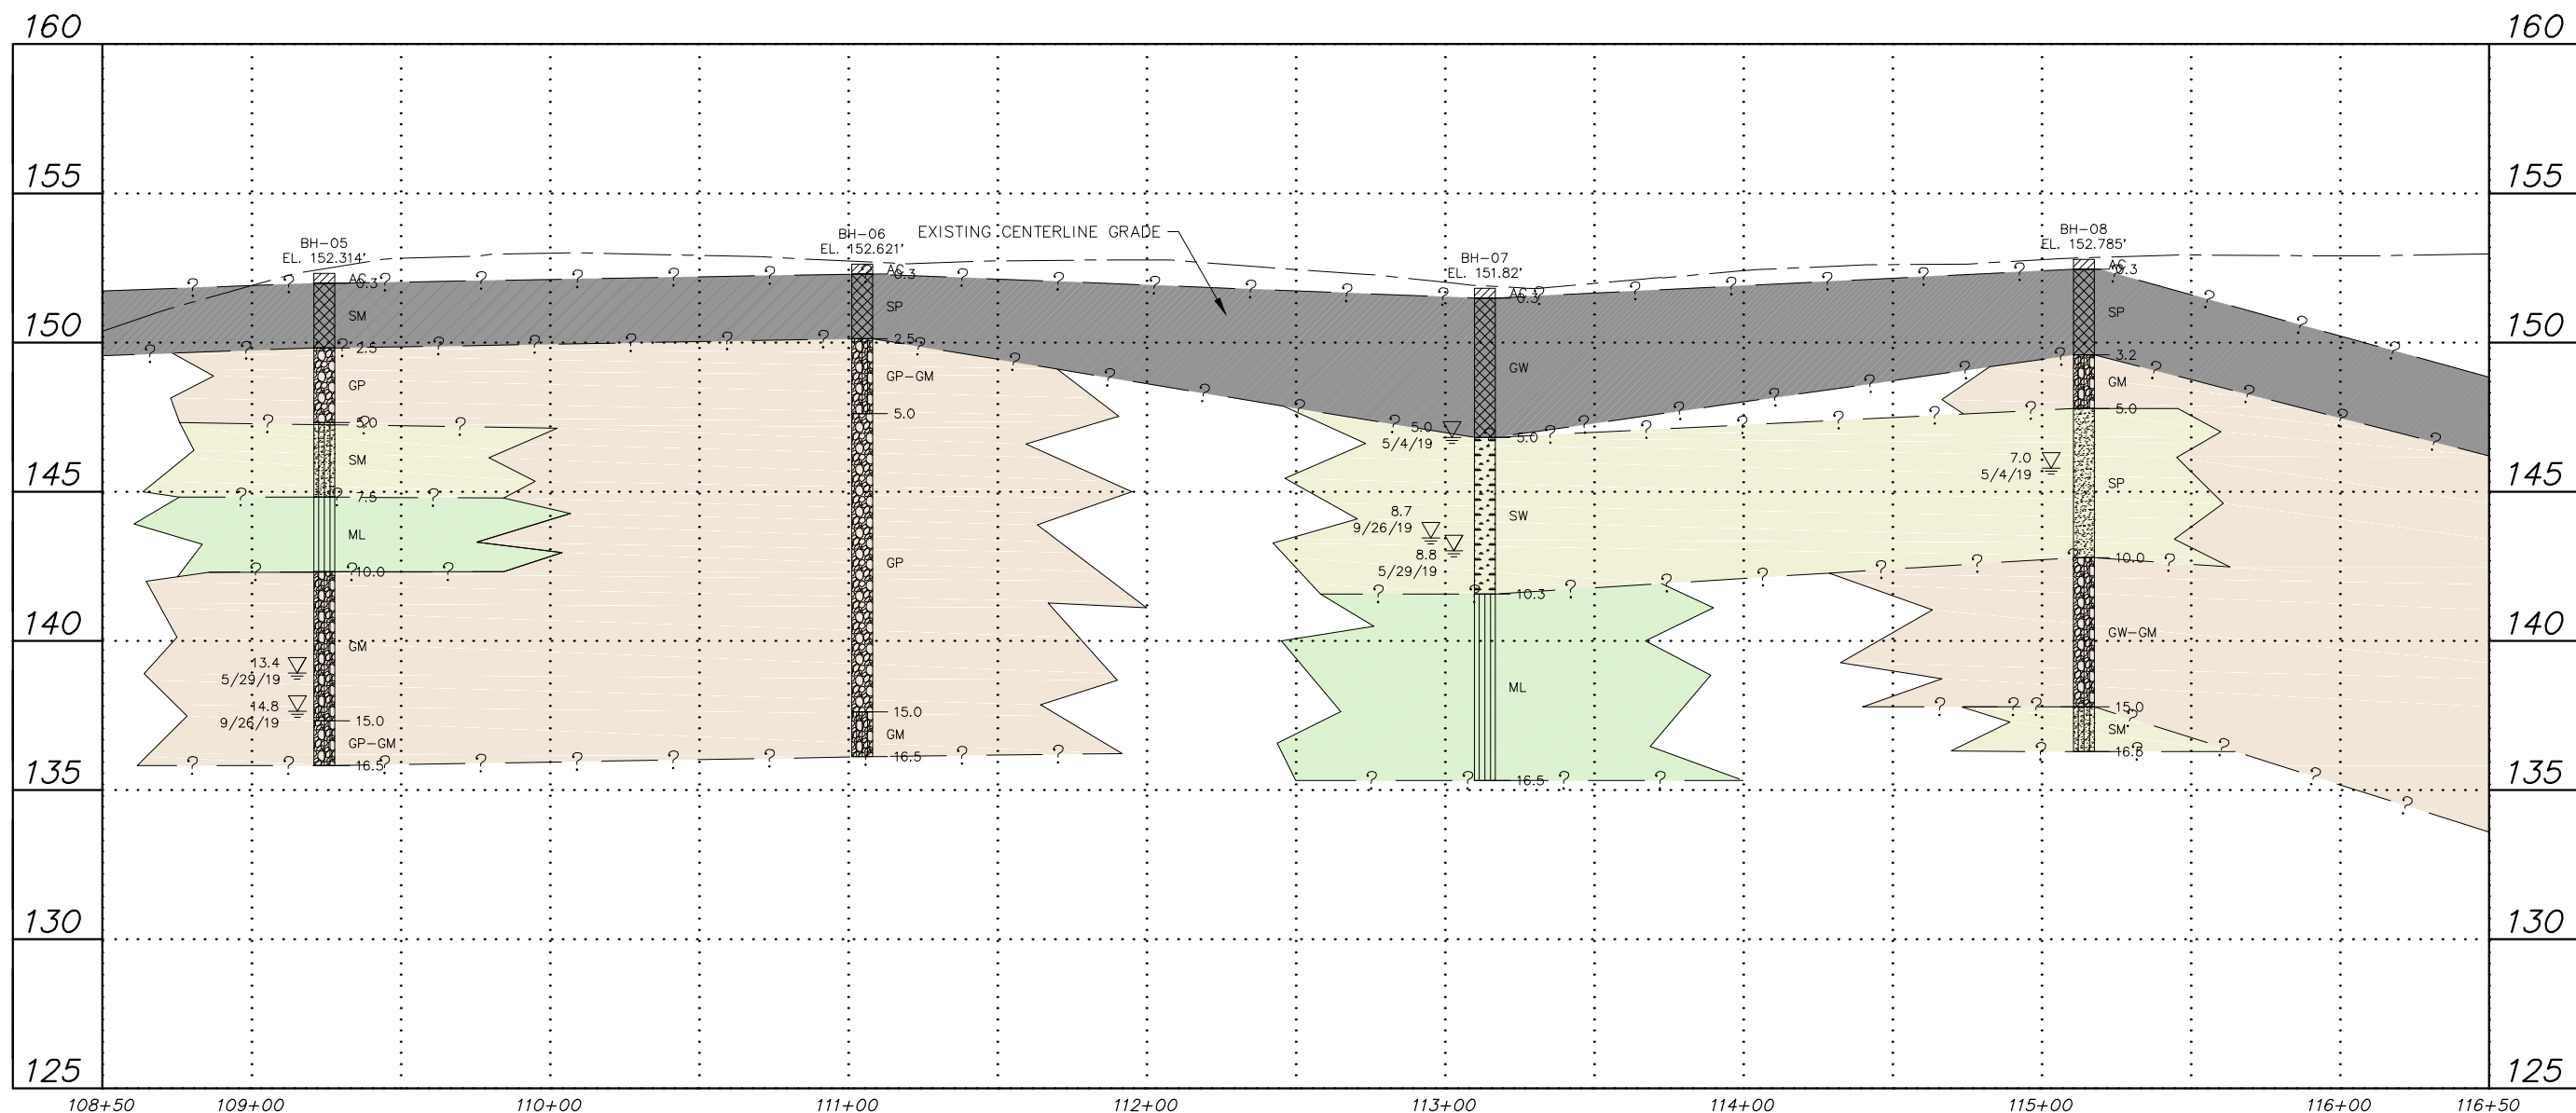 160 160
155 155
150 150
145 145
140 140
135 135
130 130
125 125
BH-05
EL. 152.314'
AC
0.3
SM
2.5
GP
5.0
SM
7.5
ML
10.0
GM
13.4
5/29/19
14.8
9/26/19
15.0
GP-GM
16.5
BH-06
EL. 152.621'
AC
0.3
SP
2.5
GP-GM
5.0
GP
15.0
GM
16.5
EXISTING CENTERLINE GRADE
BH-07
EL. 151.82'
AC
0.3
GW
5.0
5/4/19
5.0
SW
8.7
9/26/19
8.8
5/29/19
10.3
ML
16.5
BH-08
EL. 152.785'
AC
0.3
SP
3.2
GM
5.0
7.0
5/4/19
SP
10.0
GW-GM
15.0
SM
16.5
108+50 109+00 110+00 111+00 112+00 113+00 114+00 115+00 116+00 116+50